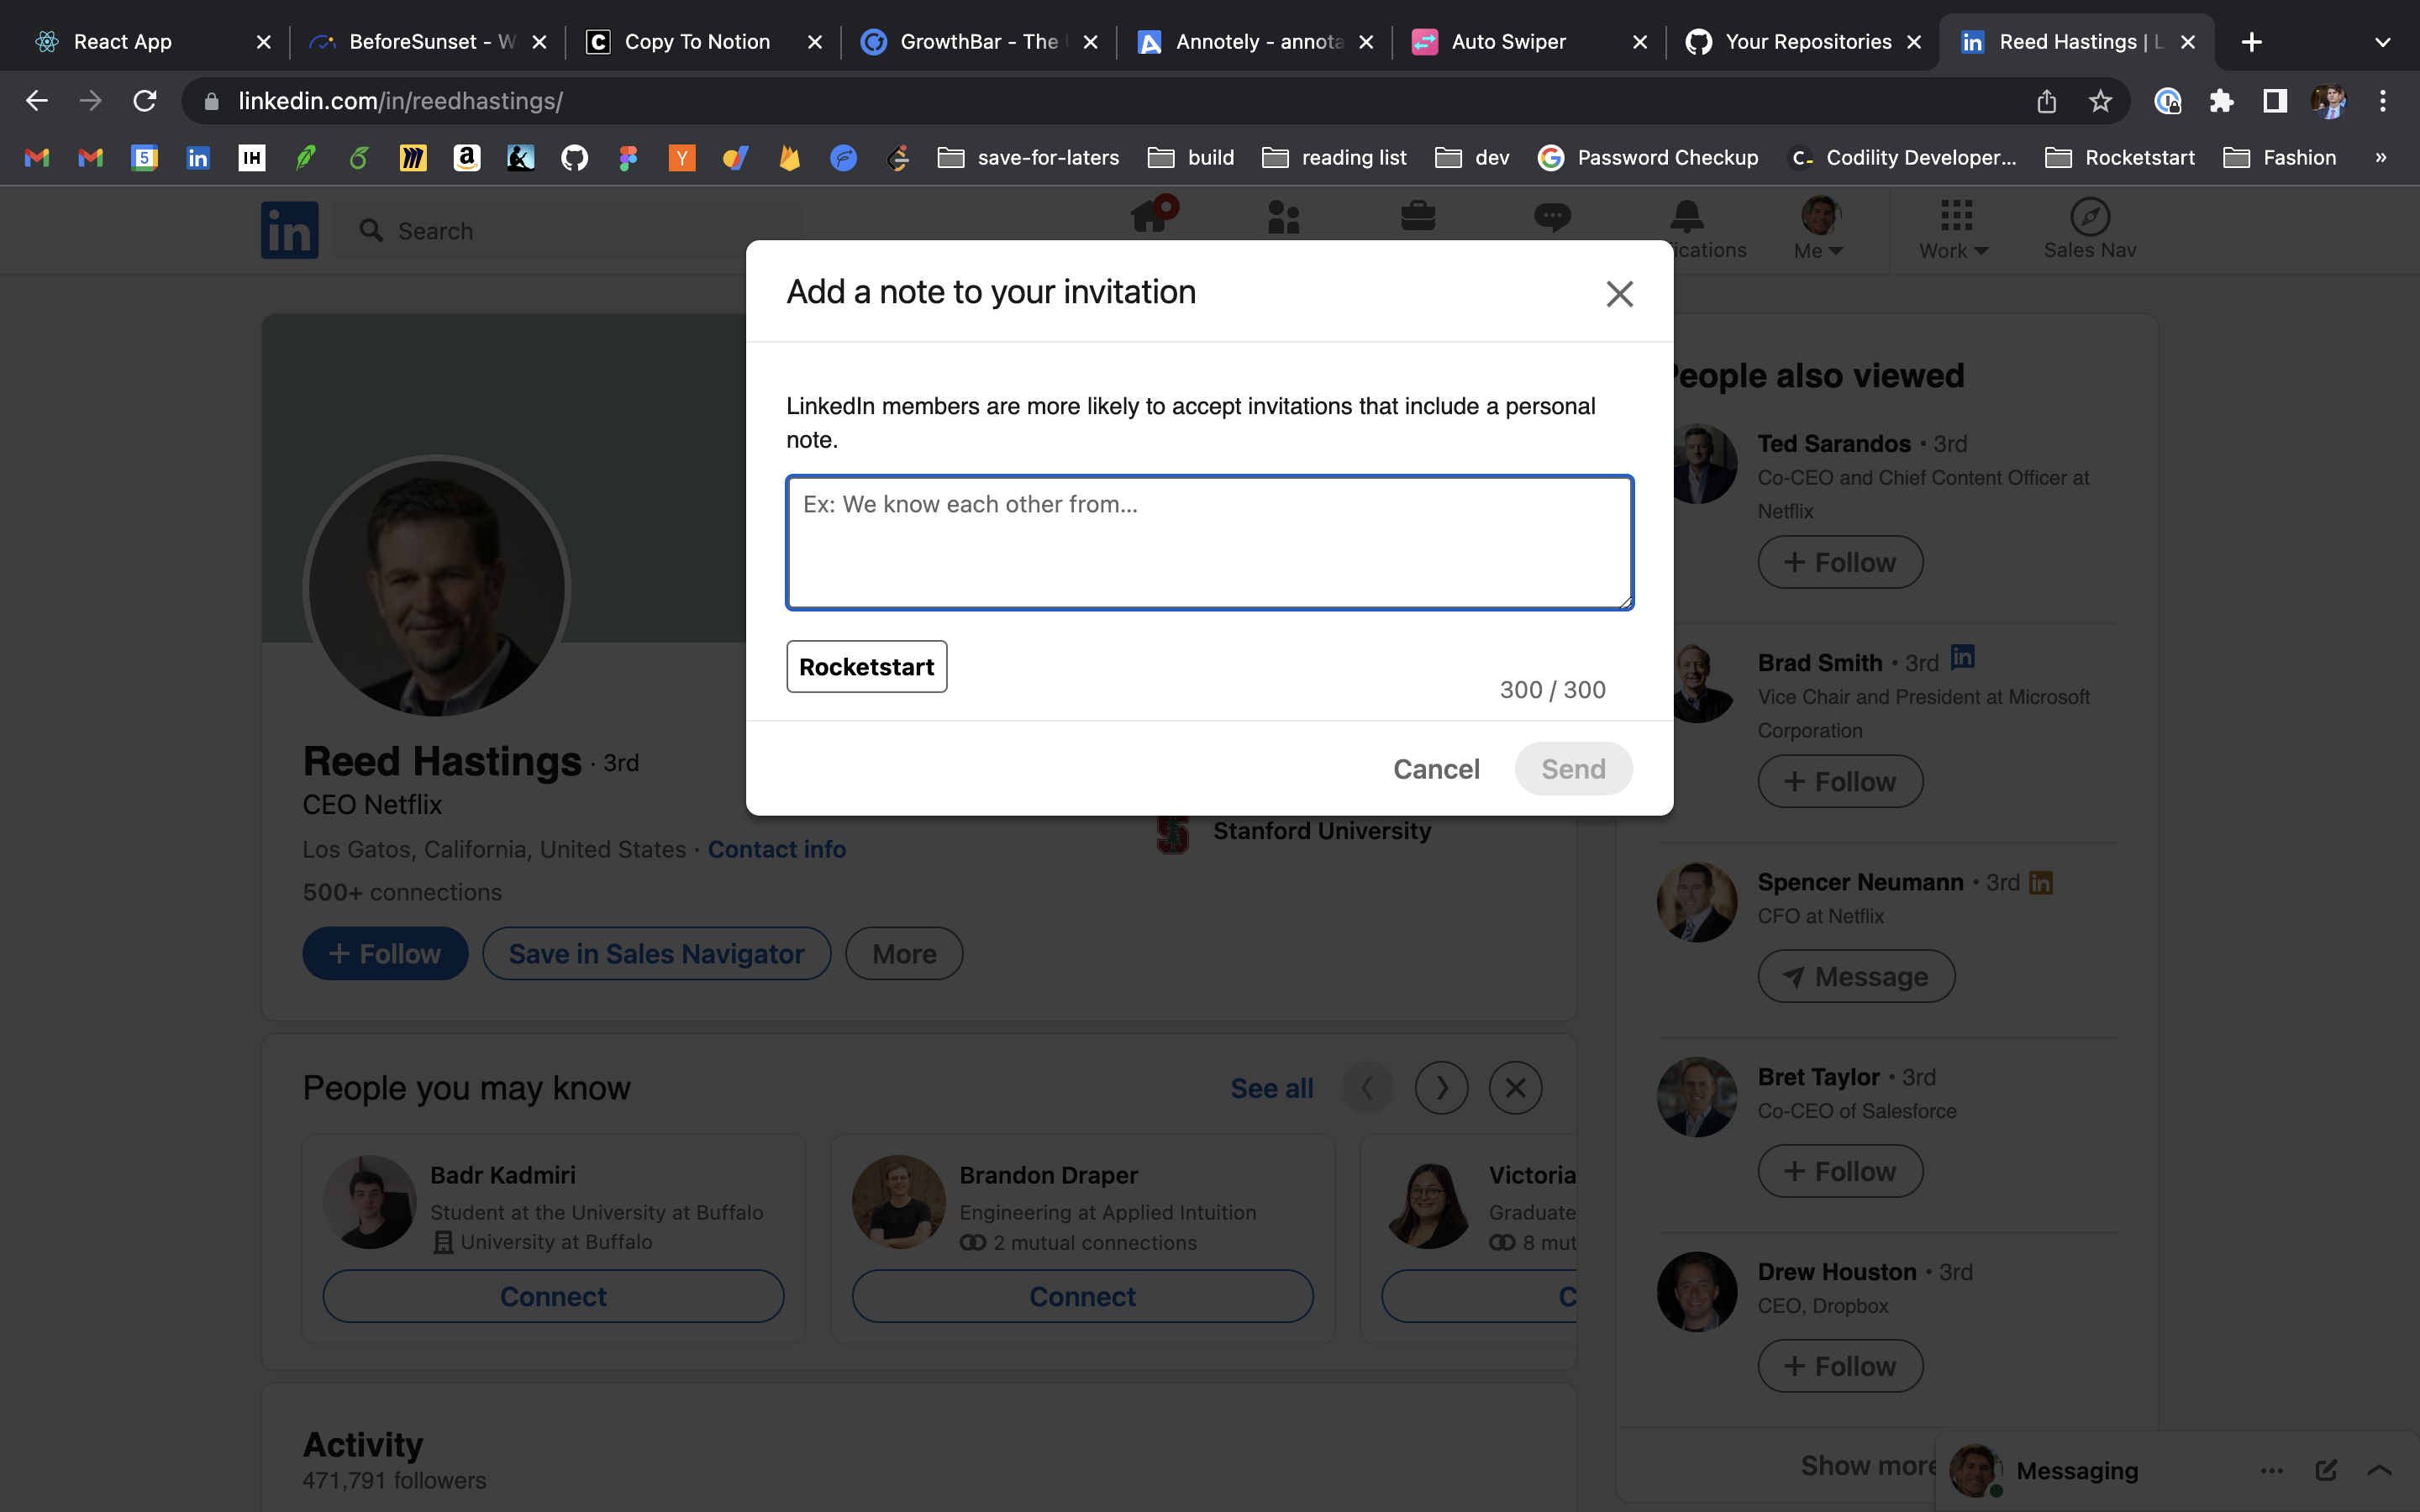 React App
BeforeSunset - W
Copy To Notion
GrowthBar - The
Annotely - annota
Auto Swiper
Your Repositories
Reed Hastings | L
linkedin.com/in/reedhastings/
5
in
IH
a
Y
save-for-laters
build
reading list
dev
Password Checkup
C- Codility Developer...
Rocketstart
Fashion
»
in
Search
ications
Me
Work
Sales Nav
Add a note to your invitation
LinkedIn members are more likely to accept invitations that include a personal
note.
Ex: We know each other from...
Rocketstart
300 / 300
Cancel
Send
Reed Hastings · 3rd
CEO Netflix
Los Gatos, California, United States · Contact info
500+ connections
Stanford University
+ Follow
Save in Sales Navigator
More
People you may know
See all
Badr Kadmiri
Student at the University at Buffalo
University at Buffalo
Connect
Brandon Draper
Engineering at Applied Intuition
2 mutual connections
Connect
Victoria
Graduate
8 mut
C
Activity
471,791 followers
People also viewed
Ted Sarandos • 3rd
Co-CEO and Chief Content Officer at
Netflix
+ Follow
Brad Smith • 3rd in
Vice Chair and President at Microsoft
Corporation
+ Follow
Spencer Neumann • 3rd in
CFO at Netflix
Message
Bret Taylor • 3rd
Co-CEO of Salesforce
+ Follow
Drew Houston • 3rd
CEO, Dropbox
+ Follow
Show more
Messaging